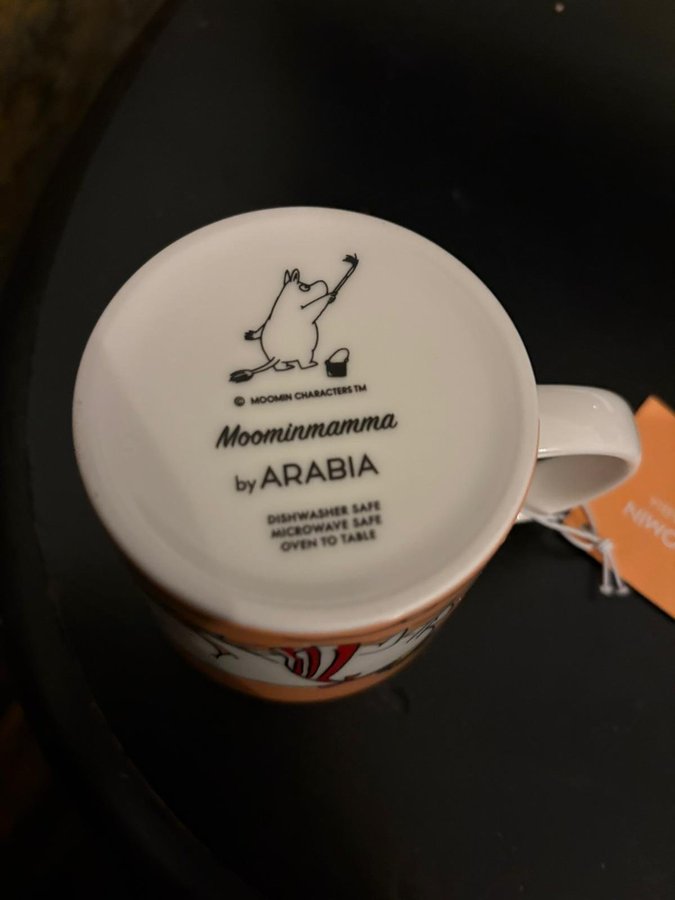 © MOOMIN CHARACTERS TM
Moominmamma
by ARABIA
DISHWASHER SAFE
MICROWAVE SAFE
OVEN TO TABLE